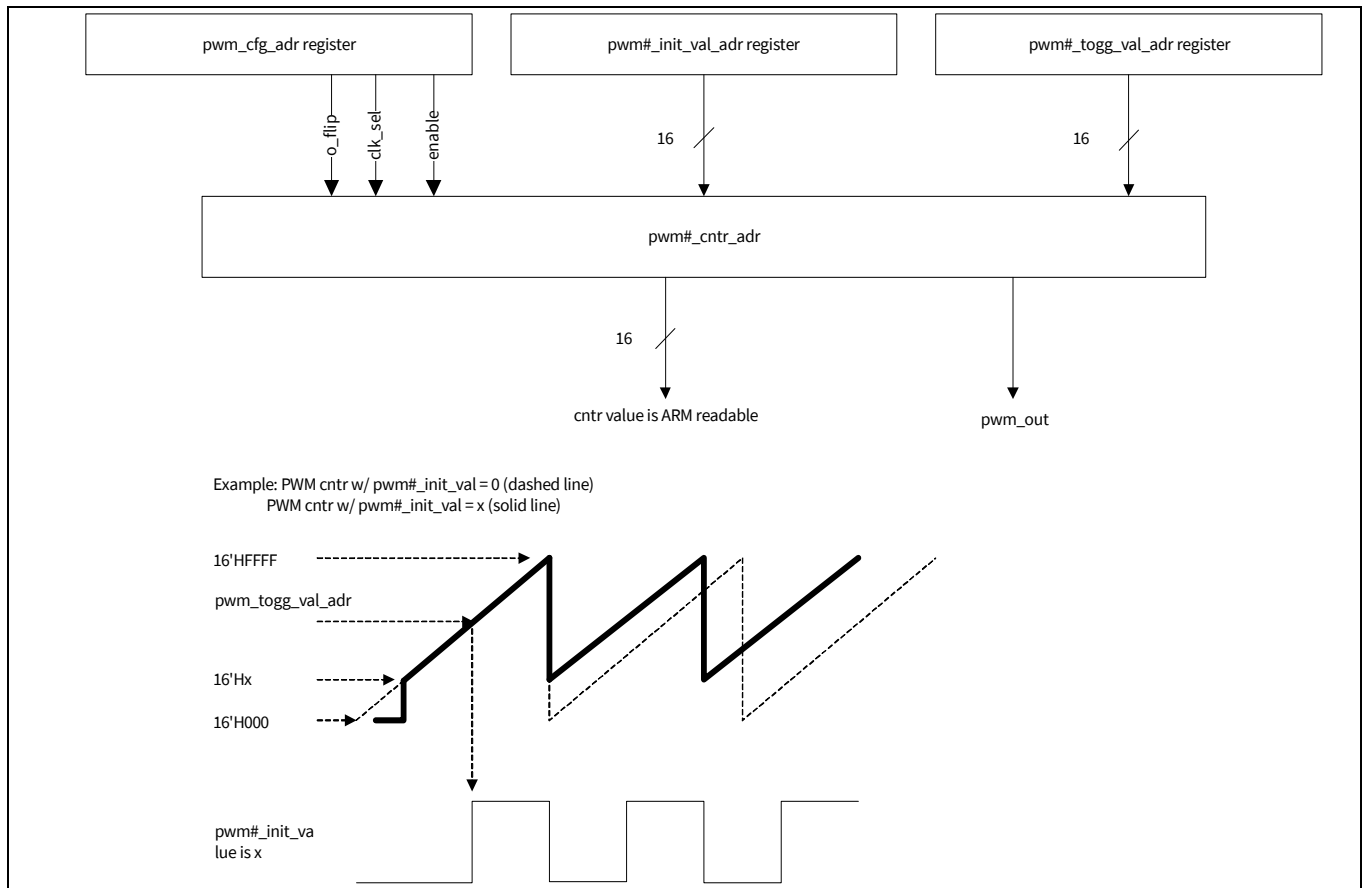 pwm_cfg_adr register
pwm#_init_val_adr register
pwm#_togg_val_adr register
o_flip
clk_sel
enable
16
16
pwm#_cntr_adr
16
cntr value is ARM readable
pwm_out
Example: PWM cntr w/ pwm#_init_val = 0 (dashed line)
PWM cntr w/ pwm#_init_val = x (solid line)
16'HFFFF
pwm_togg_val_adr
16'Hx
16'H000
pwm#_init_va
lue is x